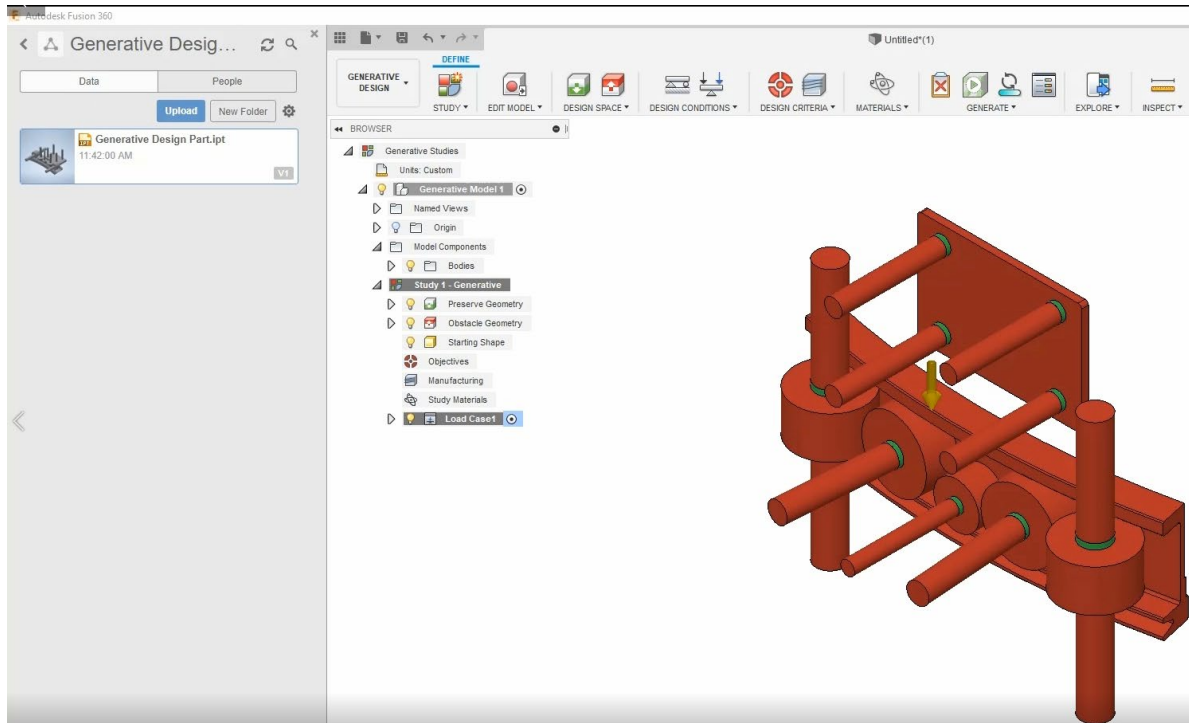 Autodesk Fusion 360
Generative Desig...
Data
People
Upload
New Folder
Generative Design Part.ipt
11:42:00 AM
V1
Untitled*(1)
DEFINE
GENERATIVE
DESIGN
STUDY
EDIT MODEL
DESIGN SPACE
DESIGN CONDITIONS
DESIGN CRITERIA
MATERIALS
GENERATE
EXPLORE
INSPECT
BROWSER
Generative Studies
Units: Custom
Generative Model 1
Named Views
Origin
Model Components
Bodies
Study 1 - Generative
Preserve Geometry
Obstacle Geometry
Starting Shape
Objectives
Manufacturing
Study Materials
Load Case1